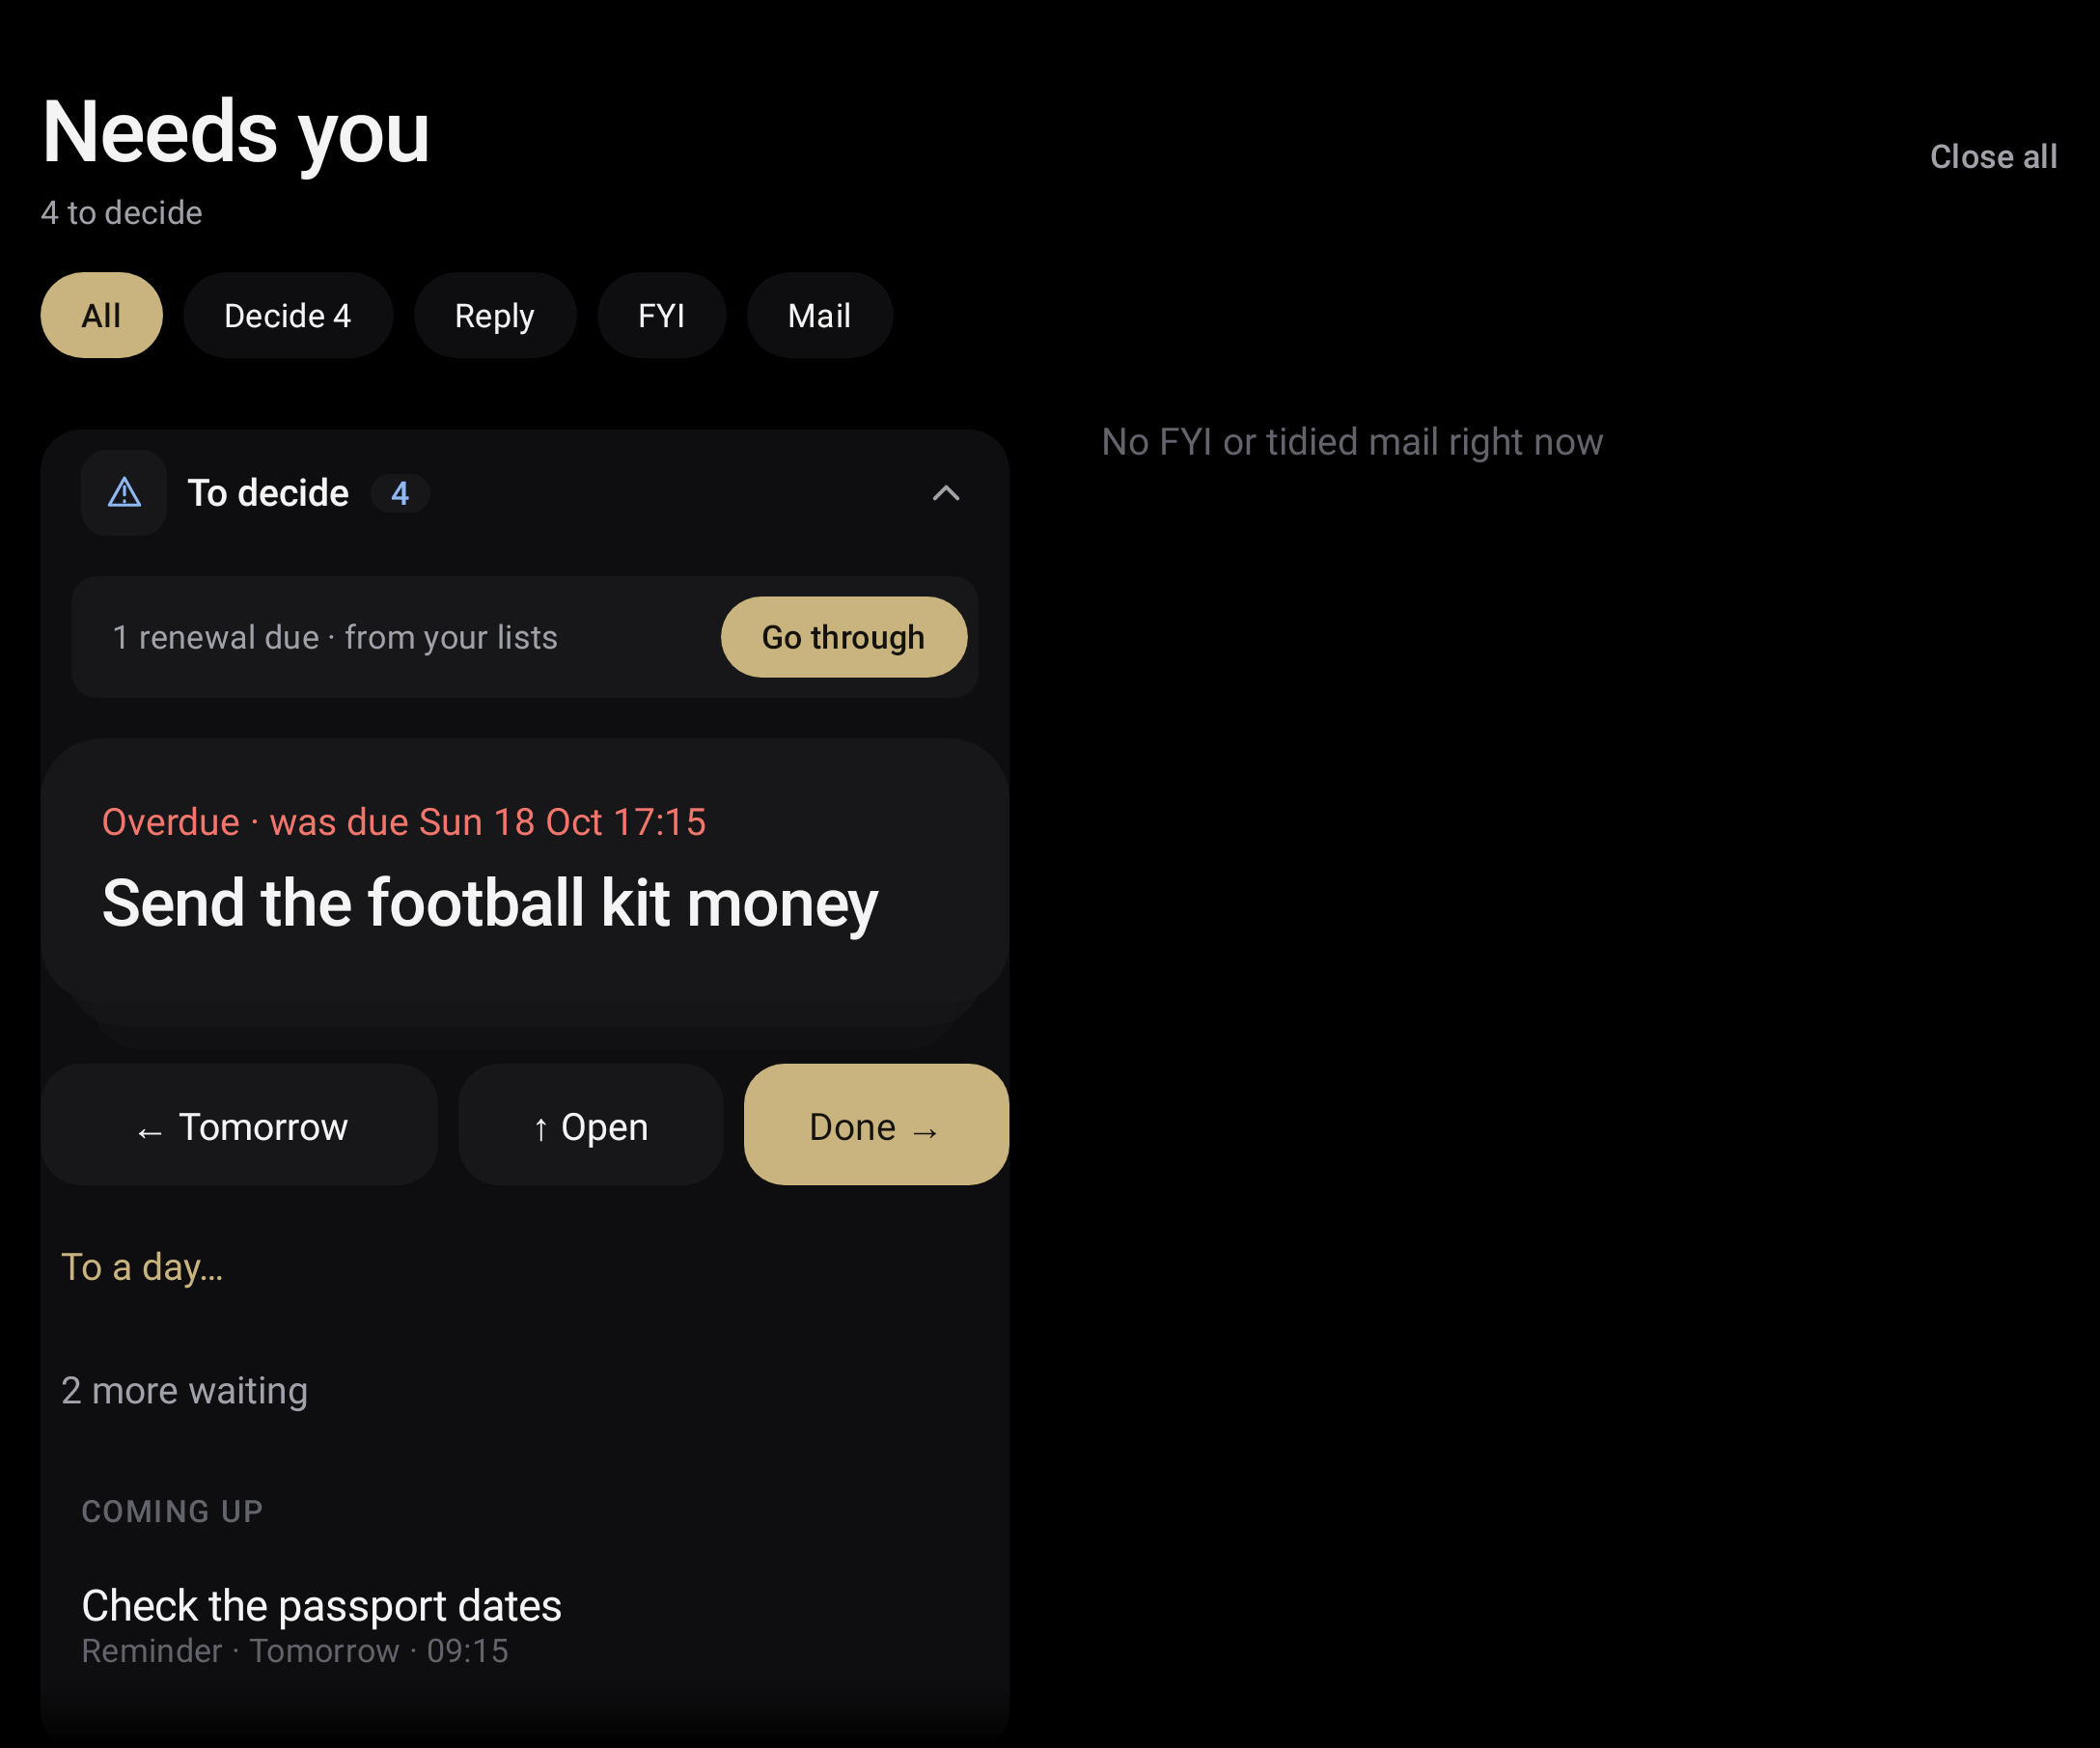 Needs you
Close all
4 to decide
All
Decide 4
Reply
FYI
Mail
To decide 4
No FYI or tidied mail right now
1 renewal due · from your lists
Go through
Overdue · was due Sun 18 Oct 17:15
Send the football kit money
← Tomorrow
↑ Open
Done →
To a day...
2 more waiting
COMING UP
Check the passport dates
Reminder · Tomorrow · 09:15